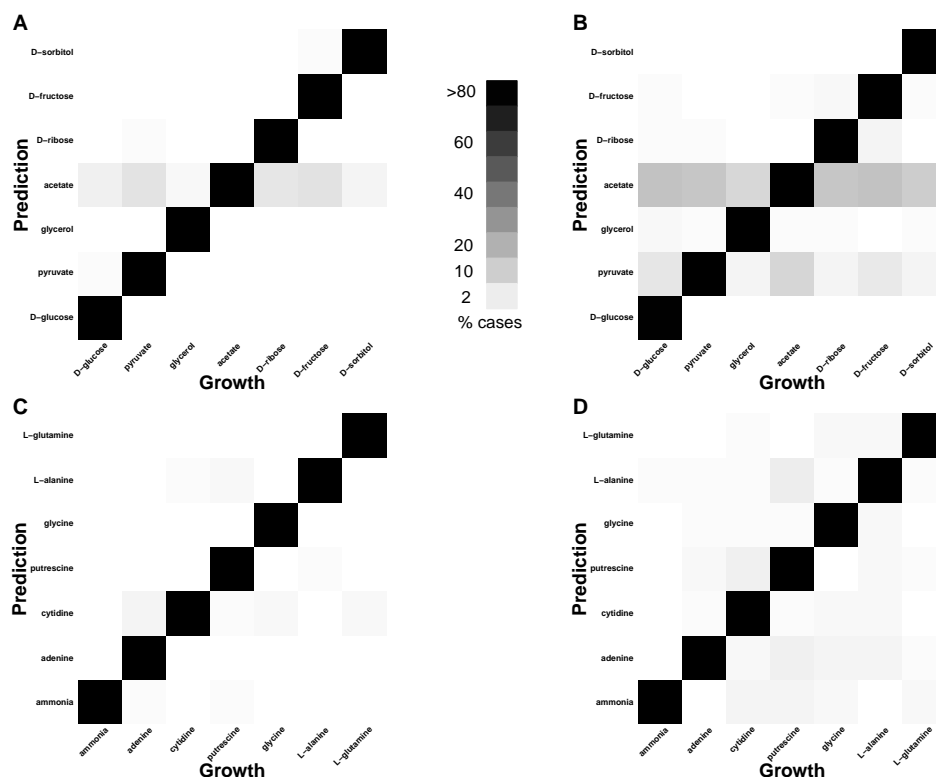 A
D−sorbitol
D−fructose
D−ribose
acetate
glycerol
pyruvate
D−glucose
Prediction
D−glucose
pyruvate
glycerol
acetate
D−ribose
D−fructose
D−sorbitol
Growth
>80
60
40
20
10
2
% cases
B
D−sorbitol
D−fructose
D−ribose
acetate
glycerol
pyruvate
D−glucose
Prediction
D−glucose
pyruvate
glycerol
acetate
D−ribose
D−fructose
D−sorbitol
Growth
C
L−glutamine
L−alanine
glycine
putrescine
cytidine
adenine
ammonia
Prediction
ammonia
adenine
cytidine
putrescine
glycine
L−alanine
L−glutamine
Growth
D
L−glutamine
L−alanine
glycine
putrescine
cytidine
adenine
ammonia
Prediction
ammonia
adenine
cytidine
putrescine
glycine
L−alanine
L−glutamine
Growth